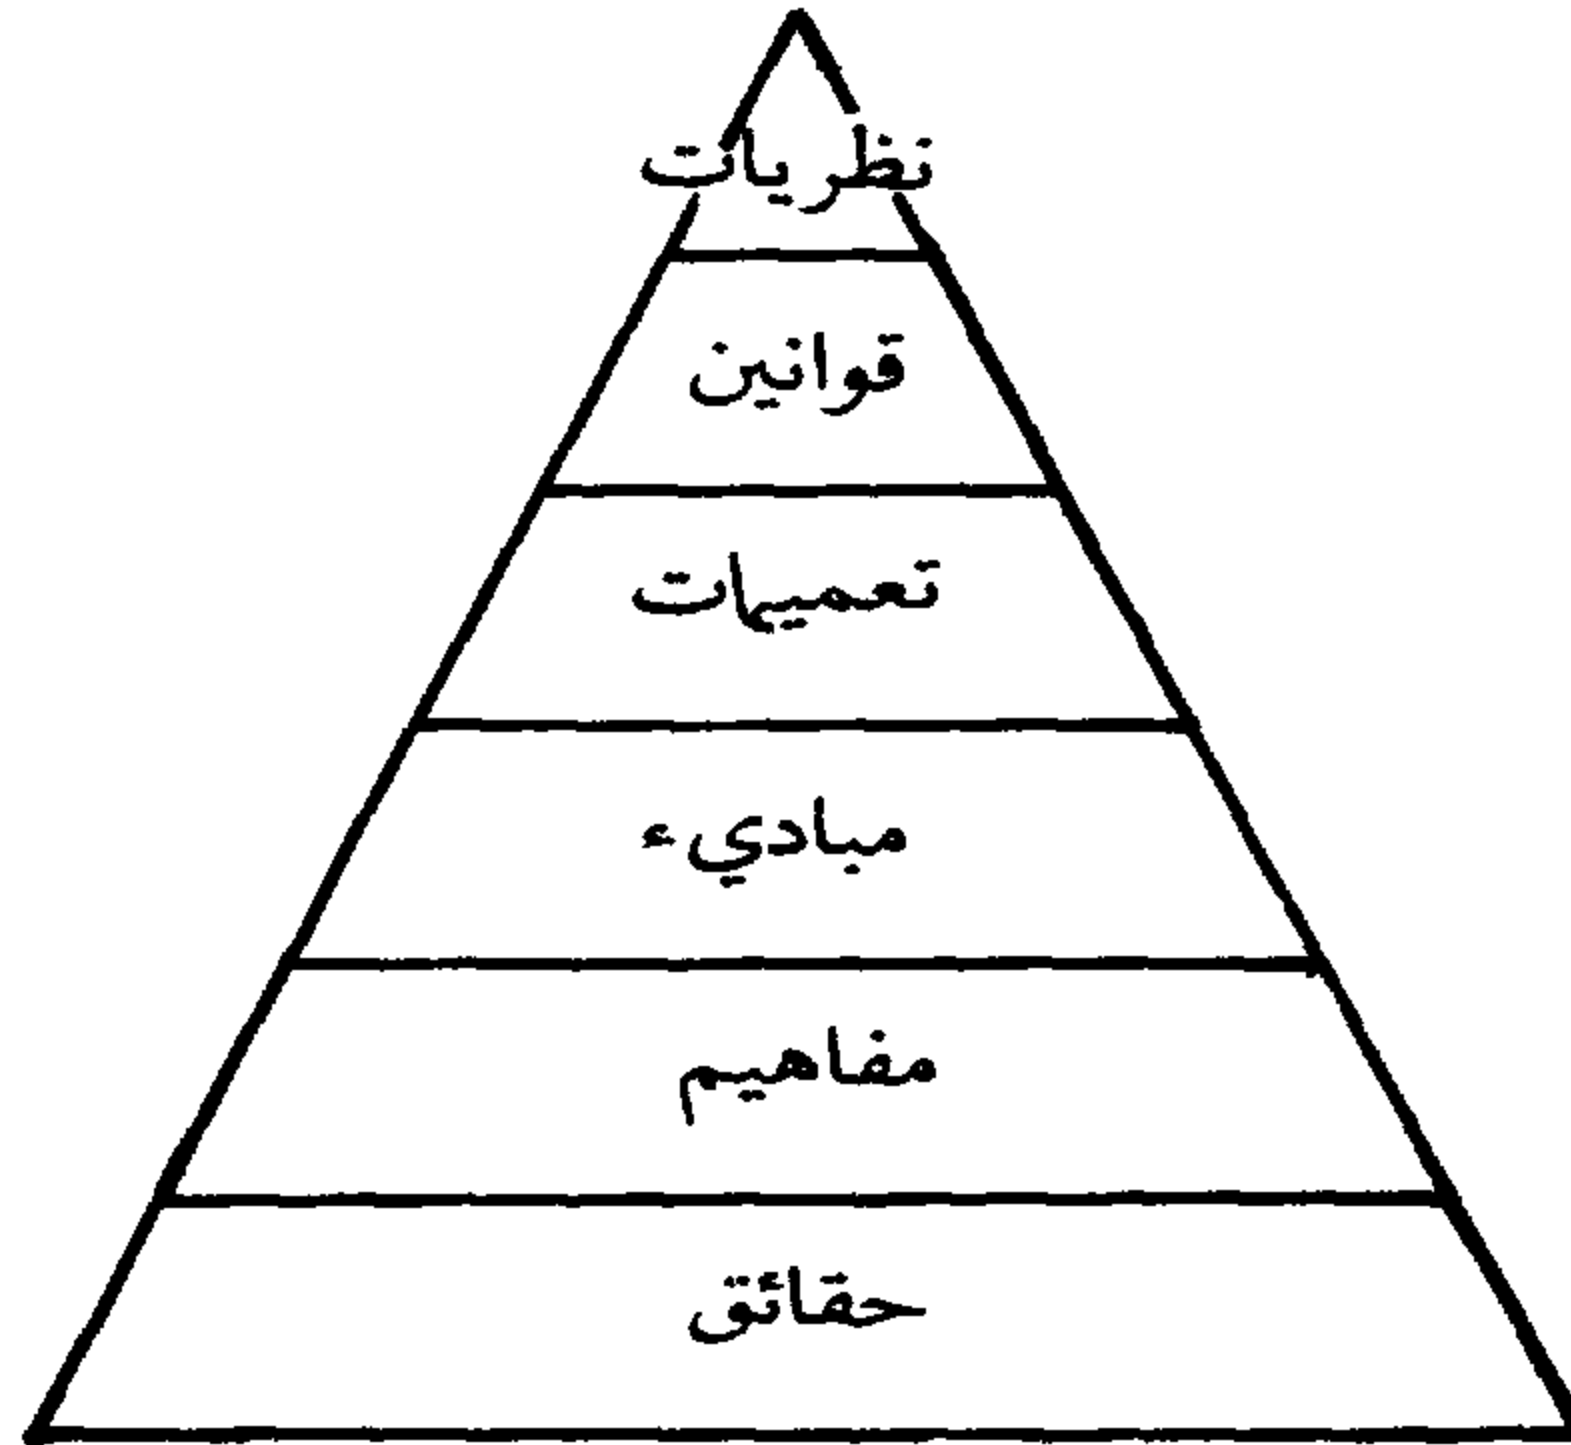 نظريات
قوانين
تعميمات
مباديء
مفاهيم
حقائق